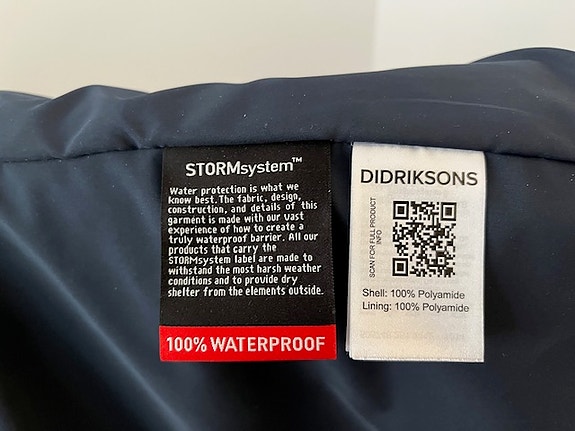 STORMsystem™
Water protection is what we
know best. The fabric, design,
construction, and details of this
garment is made with our vast
experience of how to create a
truly waterproof barrier. All our
products that carry the
STORMsystem label are made to
withstand the most harsh weather
conditions and to provide dry
shelter from the elements outside.
100% WATERPROOF
DIDRIKSONS
SCAN FOR FULL PRODUCT
INFO
Shell: 100% Polyamide
Lining: 100% Polyamide